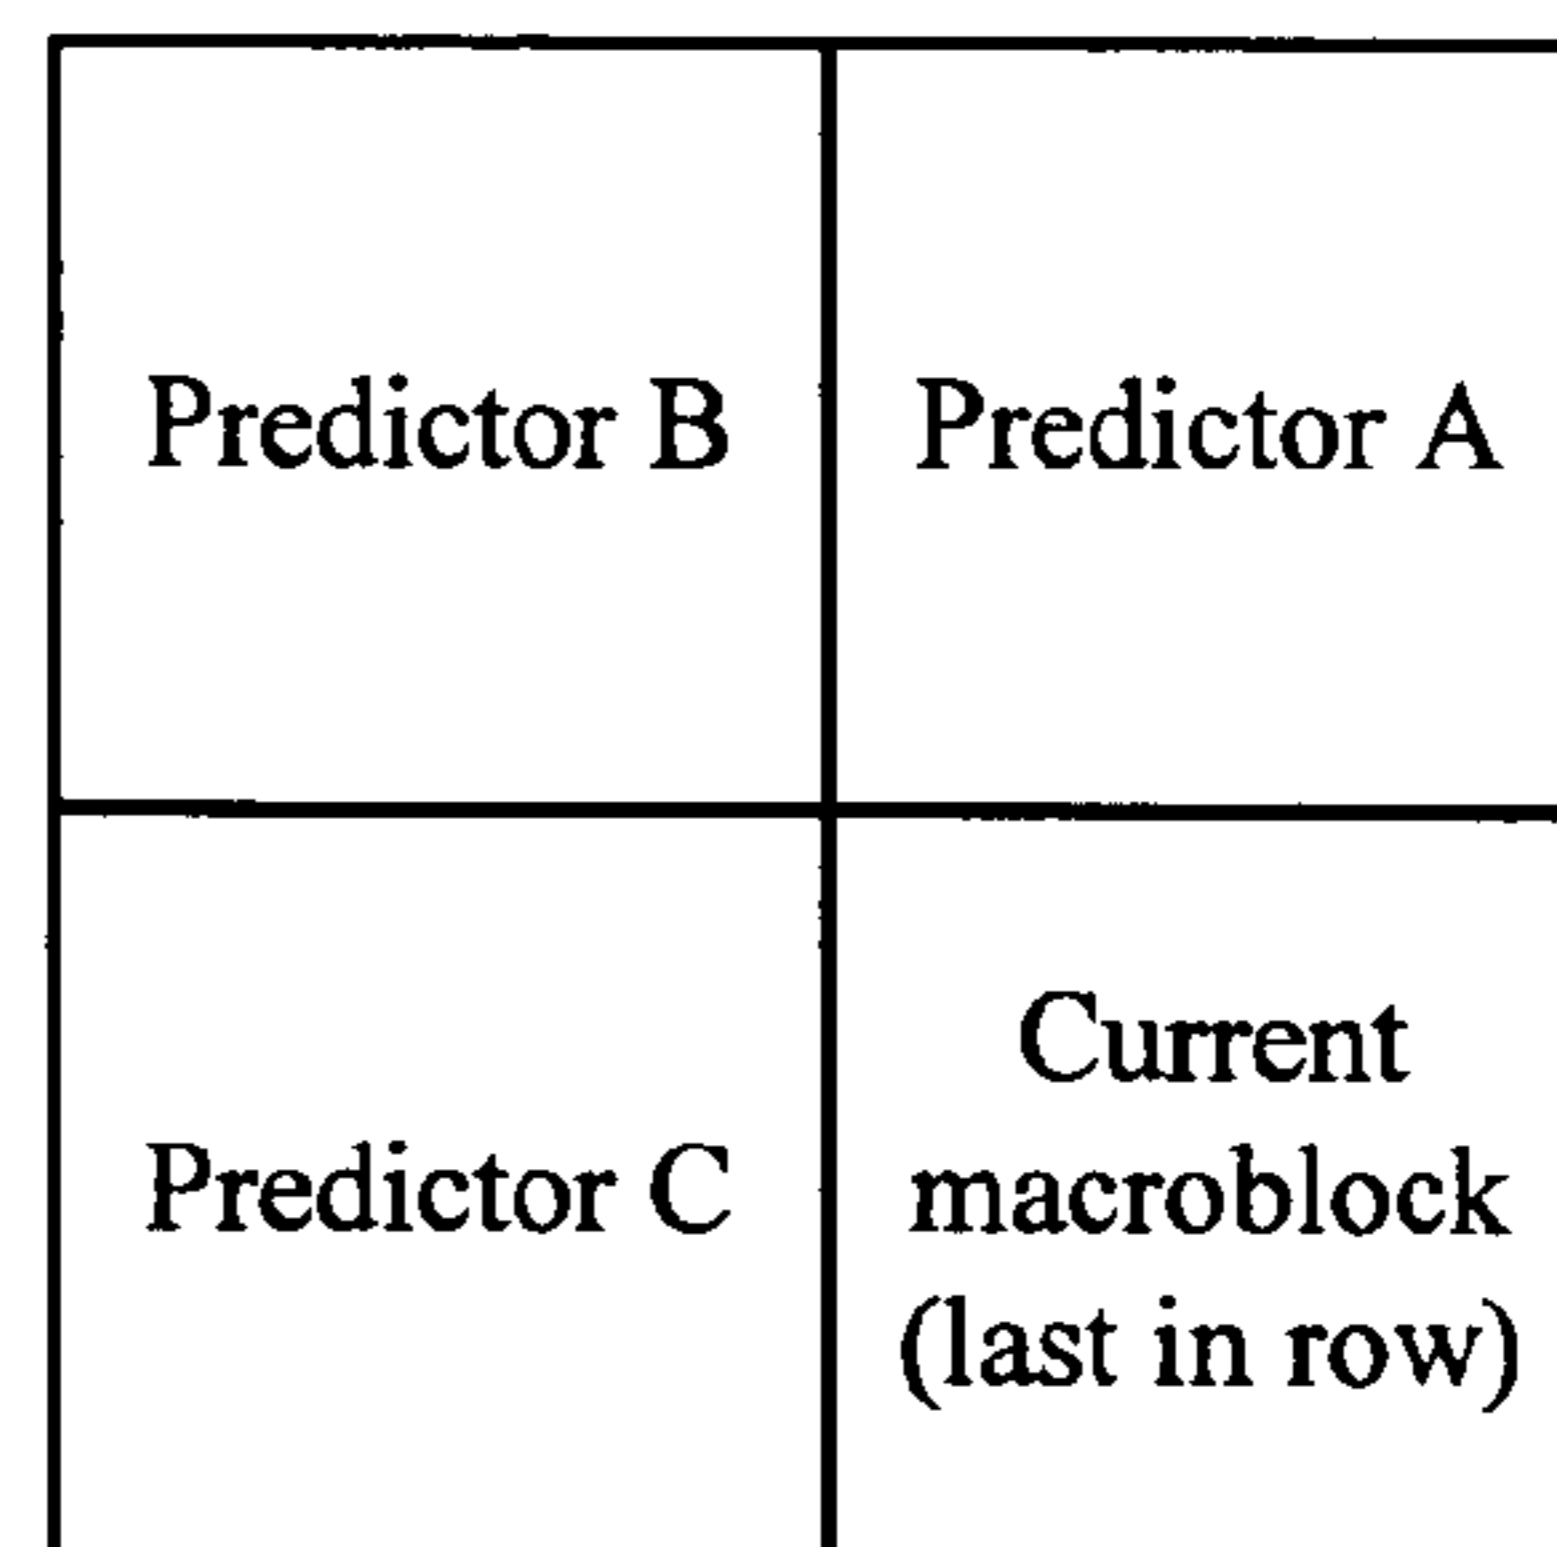 Predictor B
Predictor A
Predictor C
Current
macroblock
(last in row)